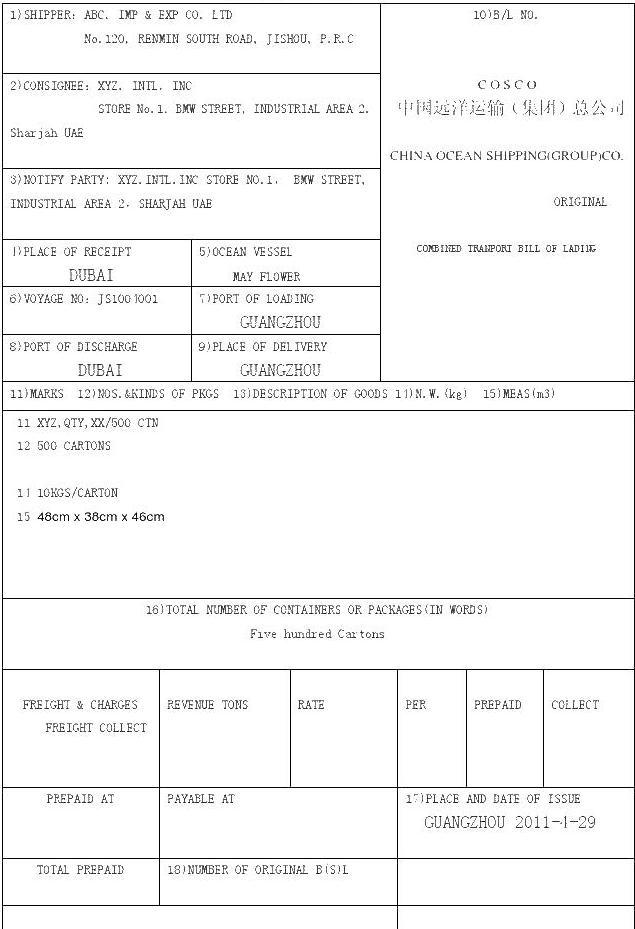 1)SHIPPER: ABC. IMP & EXP CO. LTD
No.120, RENMIN SOUTH ROAD, JISHOU, P.R.C
10)B/L NO.
2)CONSIGNEE: XYZ. INTL. INC
STORE No.1. BMW STREET, INDUSTRIAL AREA 2.
Sharjah UAE
COSCO
中国远洋运输（集团）总公司
CHINA OCEAN SHIPPING(GROUP)CO.
ORIGINAL
COMBINED TRANPORT BILL OF LADING
3)NOTIFY PARTY: XYZ.INTL.INC STORE NO.1. BMW STREET,
INDUSTRIAL AREA 2. SHARJAH UAE
4)PLACE OF RECEIPT
DUBAI
5)OCEAN VESSEL
MAY FLOWER
6)VOYAGE NO: JS1004001
7)PORT OF LOADING
GUANGZHOU
8)PORT OF DISCHARGE
DUBAI
9)PLACE OF DELIVERY
GUANGZHOU
11)MARKS 12)NOS.&KINDS OF PKGS 13)DESCRIPTION OF GOODS 14)N.W.(kg) 15)MEAS(m3)
11 XYZ,QTY,XX/500 CTN
12 500 CARTONS
14 10KGS/CARTON
15 48cm x 38cm x 46cm
16)TOTAL NUMBER OF CONTAINERS OR PACKAGES(IN WORDS)
Five hundred Cartons
FREIGHT & CHARGES
FREIGHT COLLECT
REVENUE TONS
RATE
PER
PREPAID
COLLECT
PREPAID AT
PAYABLE AT
17)PLACE AND DATE OF ISSUE
GUANGZHOU 2011-4-29
TOTAL PREPAID
18)NUMBER OF ORIGINAL B(S)L